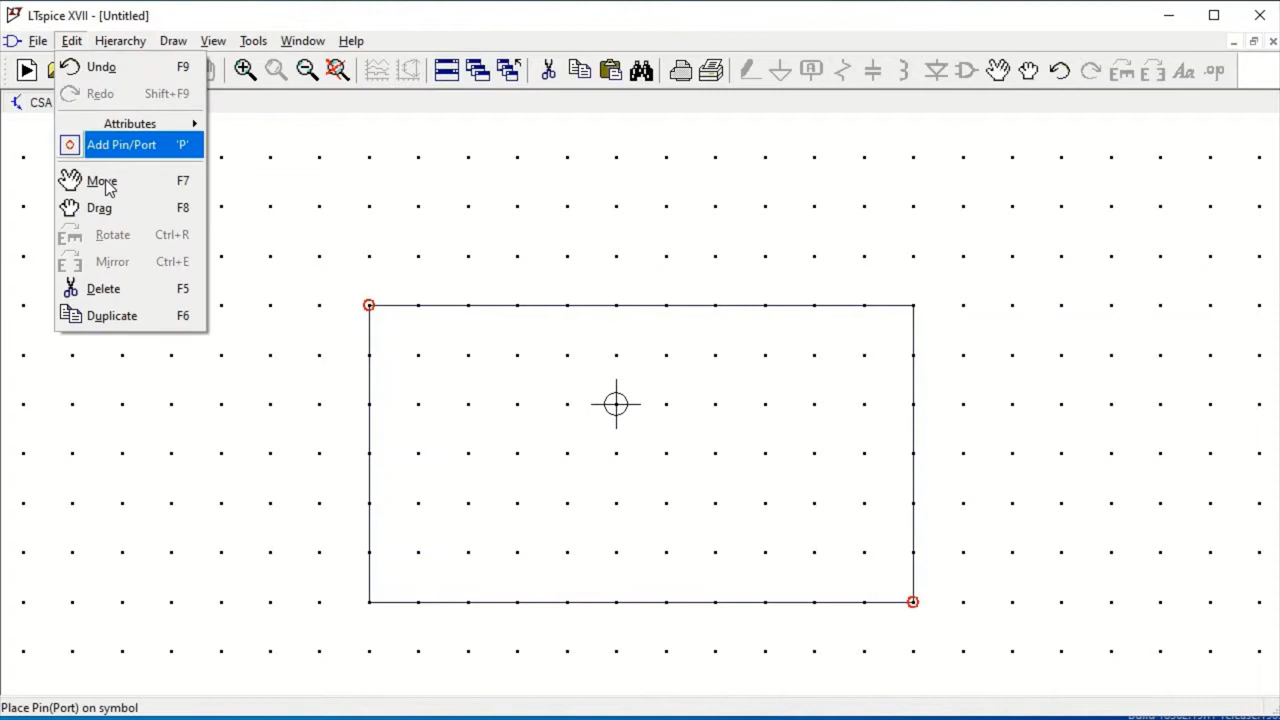 LTspice XVII - [Untitled]
File Edit Hierarchy Draw View Tools Window Help
Aa .op
CSA
Undo F9
Redo Shift+F9
Attributes
Add Pin/Port 'P'
Move F7
Drag F8
Rotate Ctrl+R
Mirror Ctrl+E
Delete F5
Duplicate F6
Place Pin(Port) on symbol